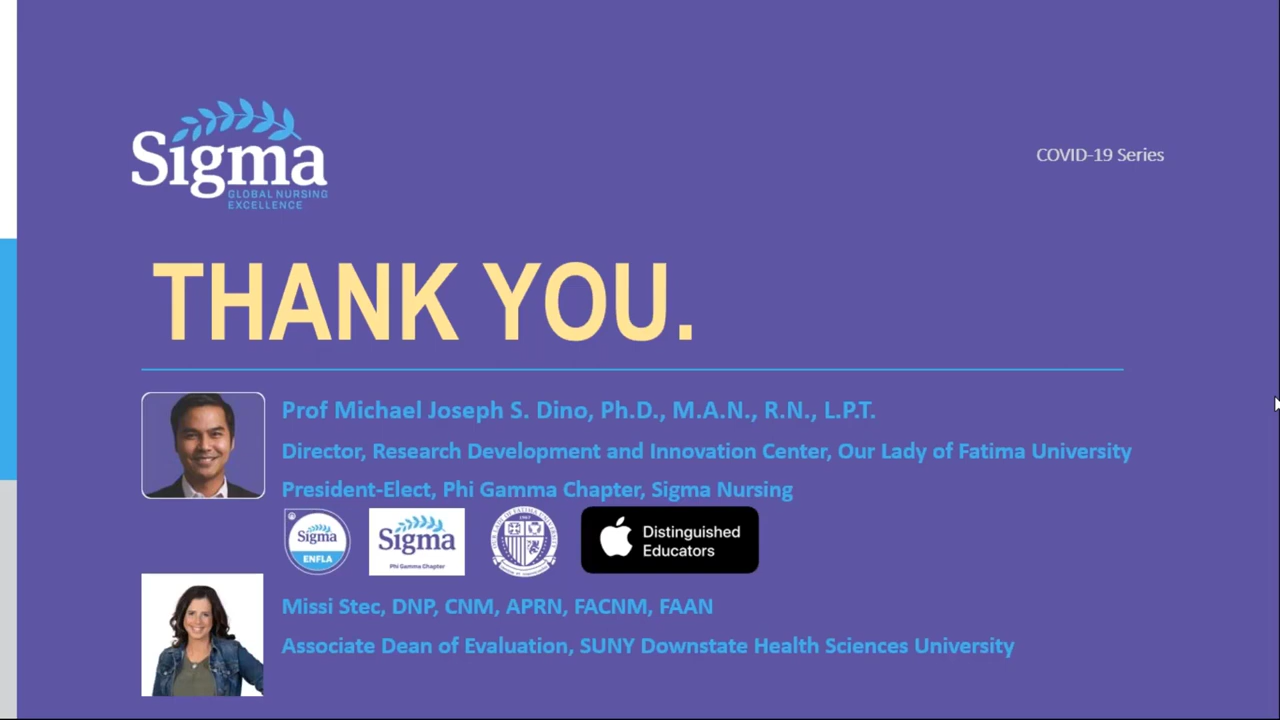 Sigma
GLOBAL NURSING
EXCELLENCE
COVID-19 Series
THANK YOU.
Prof Michael Joseph S. Dino, Ph.D., M.A.N., R.N., L.P.T.
Director, Research Development and Innovation Center, Our Lady of Fatima University
President-Elect, Phi Gamma Chapter, Sigma Nursing
Sigma
ENFLA
Sigma
Phi Gamma Chapter
1967
Distinguished
Educators
Missi Stec, DNP, CNM, APRN, FACNM, FAAN
Associate Dean of Evaluation, SUNY Downstate Health Sciences University